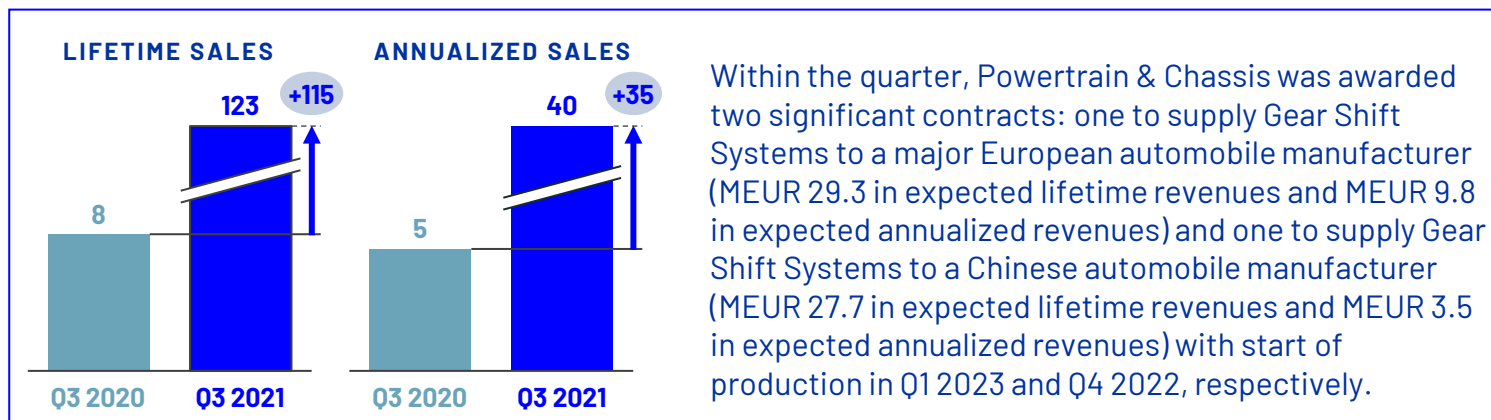 LIFETIME SALES
+115
123
8
Q3 2020
Q3 2021
ANNUALIZED SALES
+35
40
5
Q3 2020
Q3 2021
Within the quarter, Powertrain & Chassis was awarded
two significant contracts: one to supply Gear Shift
Systems to a major European automobile manufacturer
(MEUR 29.3 in expected lifetime revenues and MEUR 9.8
in expected annualized revenues) and one to supply Gear
Shift Systems to a Chinese automobile manufacturer
(MEUR 27.7 in expected lifetime revenues and MEUR 3.5
in expected annualized revenues) with start of
production in Q1 2023 and Q4 2022, respectively.